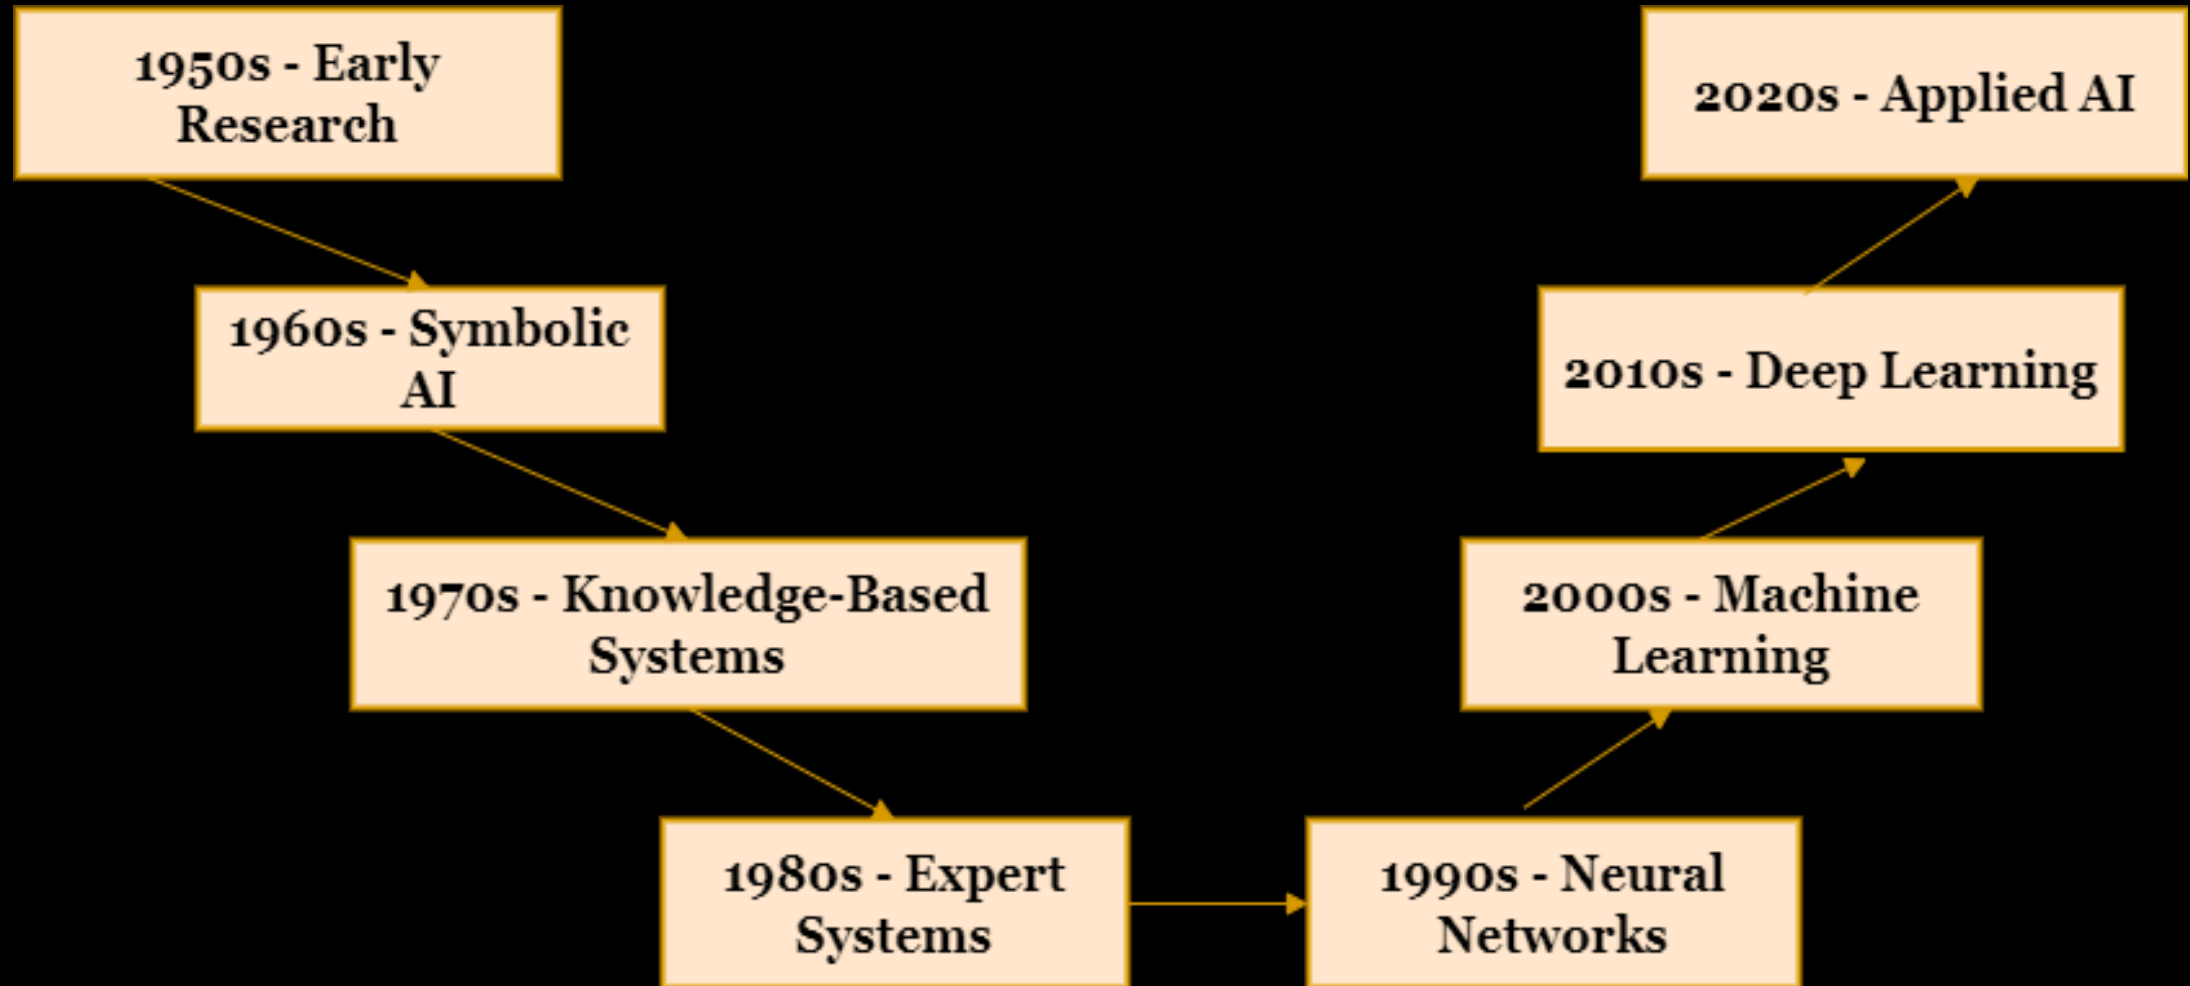 1950s - Early
Research
1960s - Symbolic
AI
1970s - Knowledge-Based
Systems
1980s - Expert
Systems
1990s - Neural
Networks
2000s - Machine
Learning
2010s - Deep Learning
2020s - Applied AI